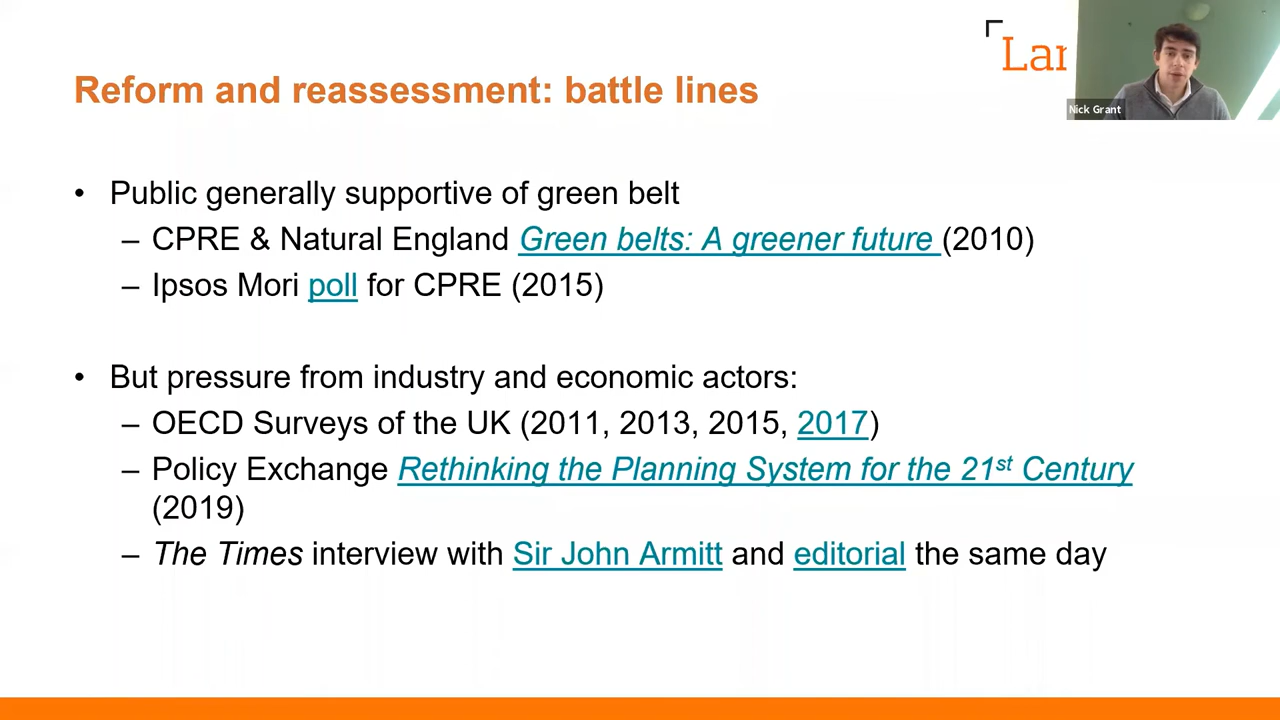 Lan
Nick Grant
Reform and reassessment: battle lines
• Public generally supportive of green belt
– CPRE & Natural England Green belts: A greener future (2010)
– Ipsos Mori poll for CPRE (2015)
• But pressure from industry and economic actors:
– OECD Surveys of the UK (2011, 2013, 2015, 2017)
– Policy Exchange Rethinking the Planning System for the 21st Century
(2019)
– The Times interview with Sir John Armitt and editorial the same day